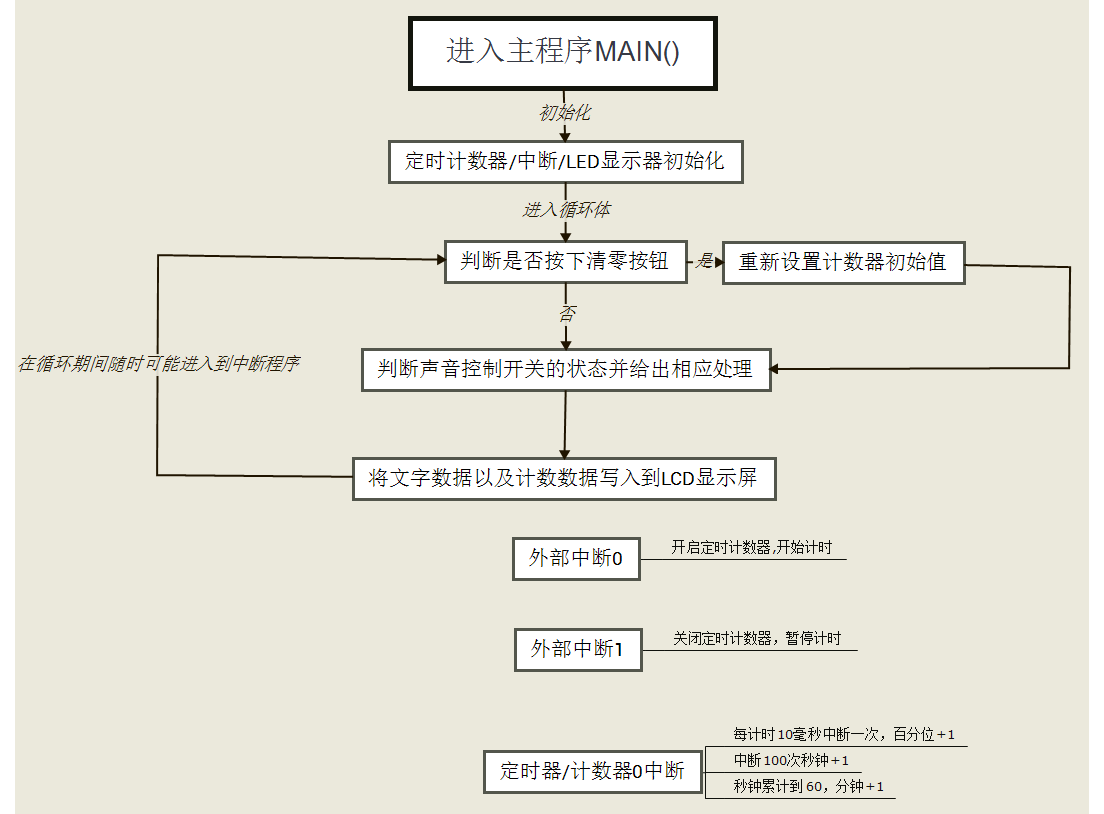 进入主程序MAIN()
初始化
定时计数器/中断/LED显示器初始化
进入循环体
判断是否按下清零按钮
是
重新设置计数器初始值
否
在循环期间随时可能进入到中断程序
判断声音控制开关的状态并给出相应处理
将文字数据以及计数数据写入到LCD显示屏
外部中断0
开启定时计数器,开始计时
外部中断1
关闭定时计数器，暂停计时
定时器/计数器0中断
每计时10毫秒中断一次，百分位+1
中断100次秒钟+1
秒钟累计到60，分钟+1